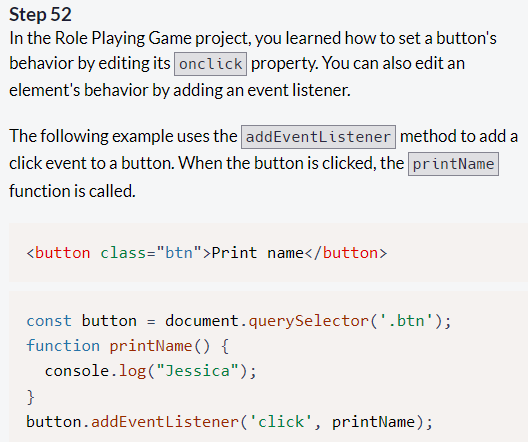 Step 52
In the Role Playing Game project, you learned how to set a button's
behavior by editing its onclick property. You can also edit an
element's behavior by adding an event listener.
The following example uses the addEventListener method to add a
click event to a button. When the button is clicked, the printName
function is called.
<button class="btn">Print name</button>
const button = document.querySelector('.btn');
function printName() {
  console.log("Jessica");
}
button.addEventListener('click', printName);